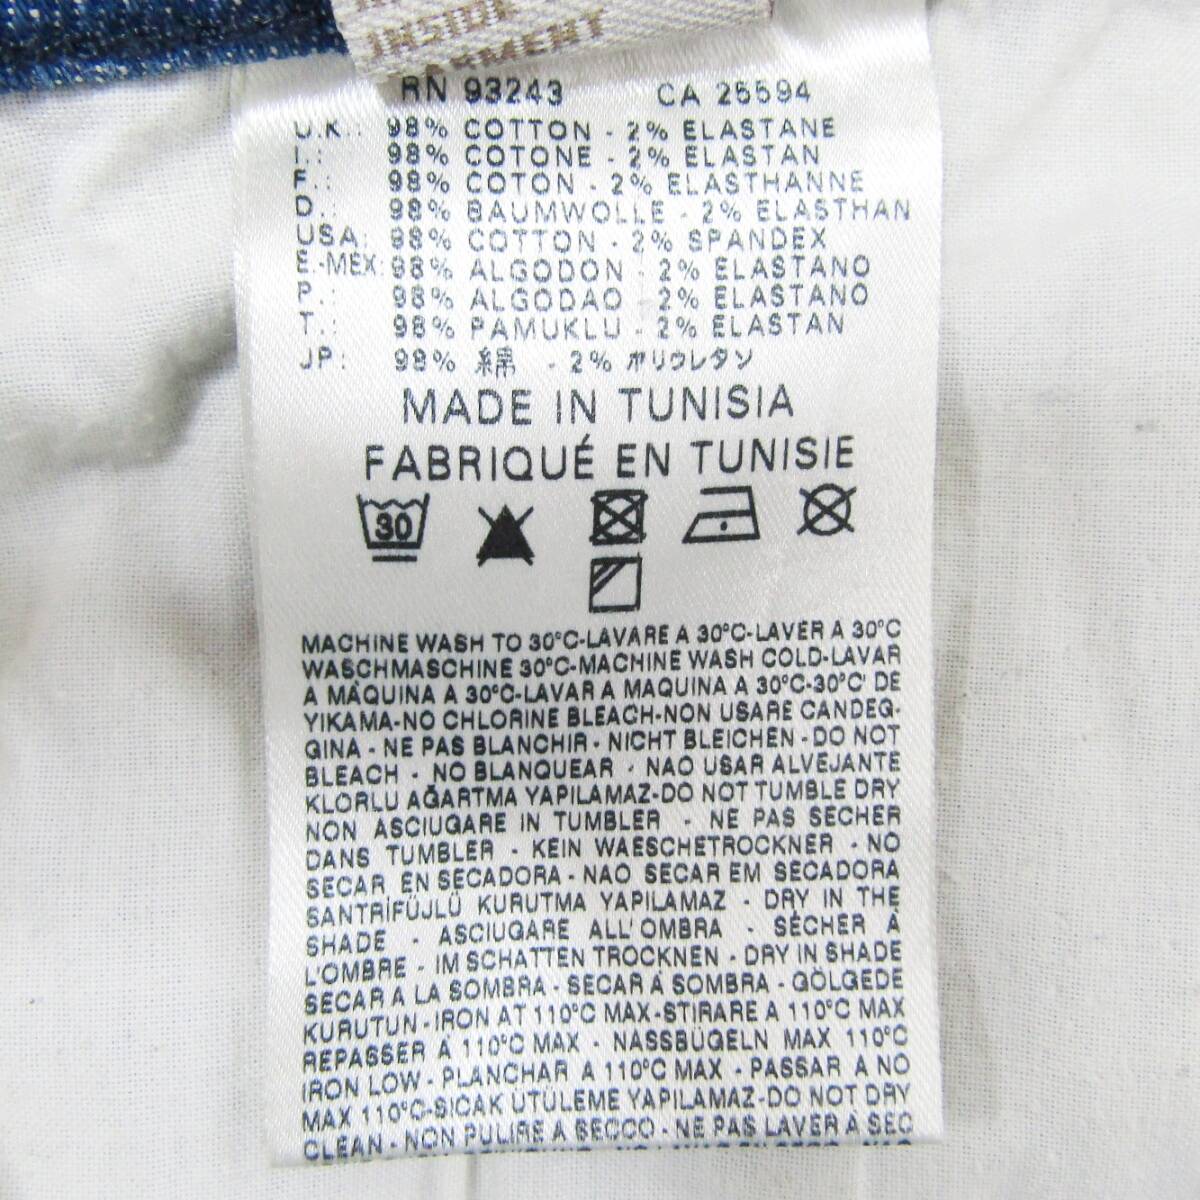 INSIDE
GARMENT
RN 93243 CA 25594
U.K.: 98% COTTON - 2% ELASTANE
I.: 98% COTONE - 2% ELASTAN
F.: 98% COTON - 2% ELASTHANNE
D.: 98% BAUMWOLLE - 2% ELASTHAN
USA: 98% COTTON - 2% SPANDEX
E.-MEX: 98% ALGODON - 2% ELASTANO
P.: 98% ALGODAO - 2% ELASTANO
T.: 98% PAMUKLU - 2% ELASTAN
JP: 98% 綿 - 2% ポリウレタン
MADE IN TUNISIA
FABRIQUÉ EN TUNISIE
30
MACHINE WASH TO 30°C-LAVARE A 30°C-LAVER A 30°C
WASCHMASCHINE 30°C-MACHINE WASH COLD-LAVAR
A MÁQUINA A 30°C-LAVAR A MAQUINA A 30°C-30°C' DE
YIKAMA-NO CHLORINE BLEACH-NON USARE CANDEG-
GINA - NE PAS BLANCHIR - NICHT BLEICHEN - DO NOT
BLEACH - NO BLANQUEAR - NAO USAR ALVEJANTE
KLORLU AĞARTMA YAPILAMAZ-DO NOT TUMBLE DRY
NON ASCIUGARE IN TUMBLER - NE PAS SECHER
DANS TUMBLER - KEIN WAESCHETROCKNER - NO
SECAR EN SECADORA - NAO SECAR EM SECADORA
SANTRİFÜJLÜ KURUTMA YAPILAMAZ - DRY IN THE
SHADE - ASCIUGARE ALL'OMBRA - SÉCHER À
L'OMBRE - IM SCHATTEN TROCKNEN - DRY IN SHADE
SECAR A LA SOMBRA - SECAR Á SOMBRA - GÖLGEDE
KURUTUN - IRON AT 110°C MAX-STIRARE A 110°C MAX
REPASSER À 110°C MAX - NASSBÜGELN MAX 110°C
IRON LOW - PLANCHAR A 110°C MAX - PASSAR A NO
MAX 110°C-SICAK ÜTÜLEME YAPILAMAZ-DO NOT DRY
CLEAN - NON PULIRE A SECCO - NE PAS LAVER À SEC